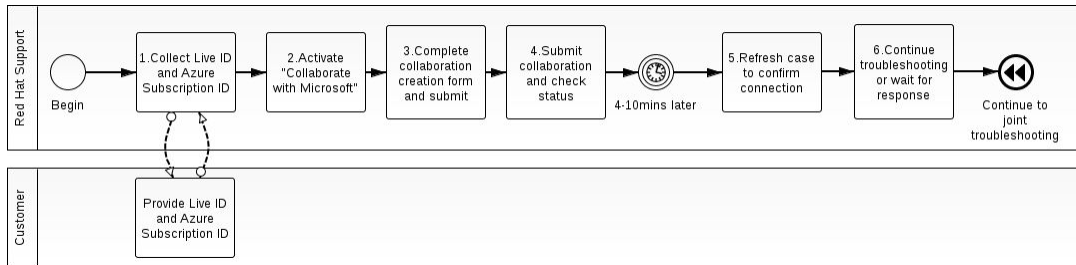 Red Hat Support
Begin
1.Collect Live ID
and Azure
Subscription ID
2.Activate
"Collaborate
with Microsoft"
3.Complete
collaboration
creation form
and submit
4.Submit
collaboration
and check
status
4-10mins later
5.Refresh case
to confirm
connection
6.Continue
troubleshooting
or wait for
response
Continue to
joint
troubleshooting
Customer
Provide Live ID
and Azure
Subscription ID